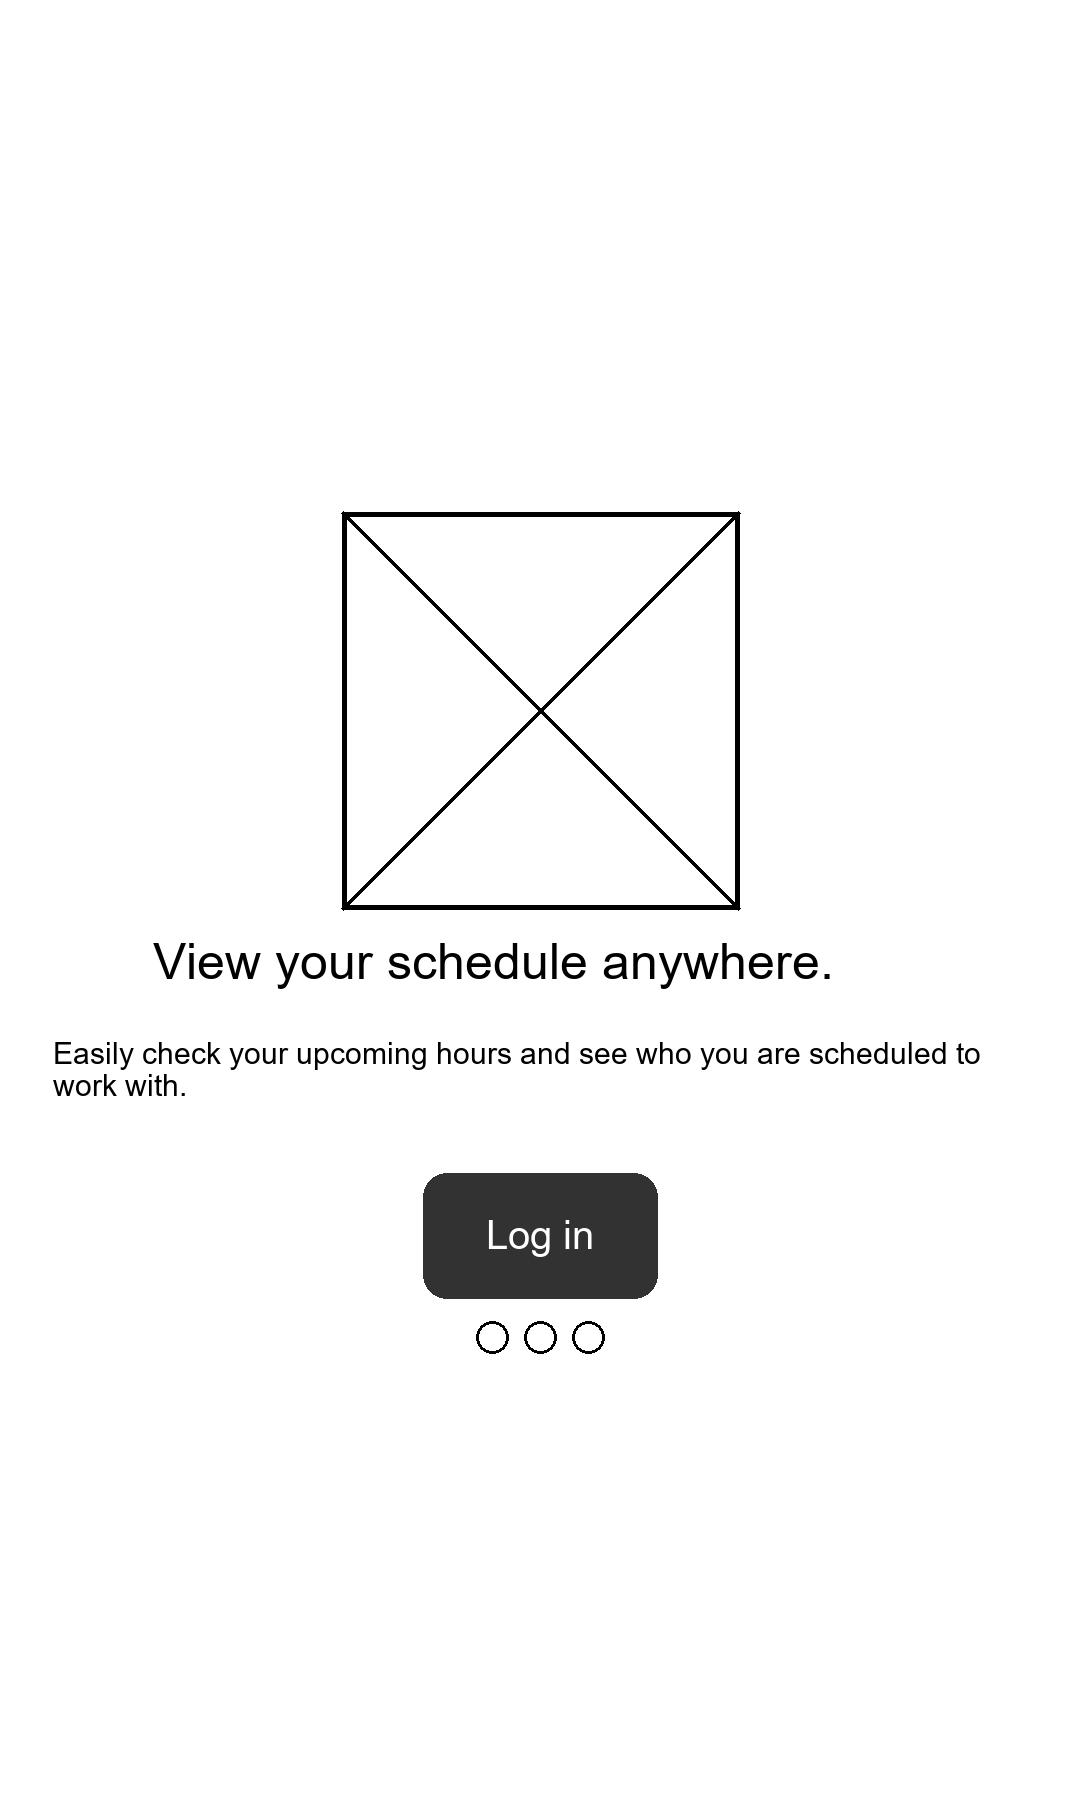 View your schedule anywhere.
Easily check your upcoming hours and see who you are scheduled to
work with.
Log in